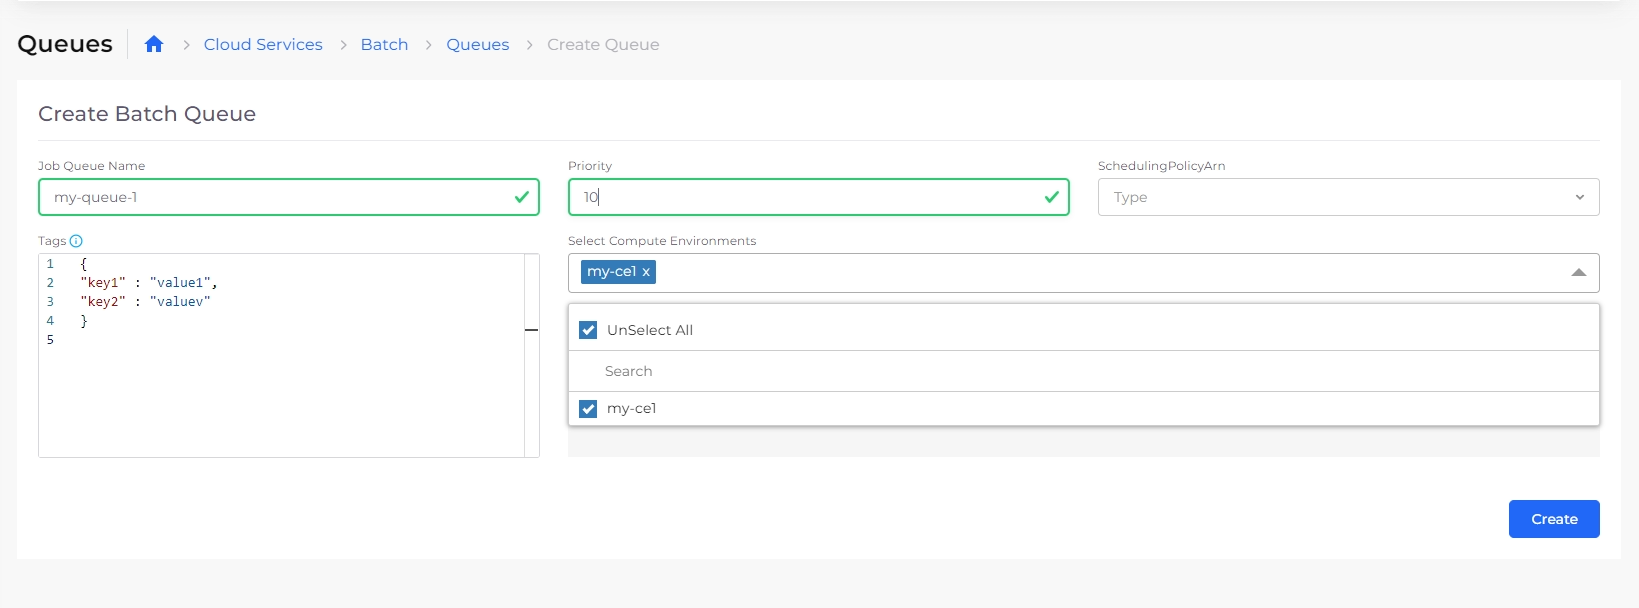 Queues
Cloud Services > Batch > Queues > Create Queue
Create Batch Queue
Job Queue Name
my-queue-1
Priority
10
SchedulingPolicyArn
Type
Tags
1 {
2 "key1" : "value1",
3 "key2" : "valuev"
4 }
5
Select Compute Environments
my-ce1 x
UnSelect All
Search
my-ce1
Create